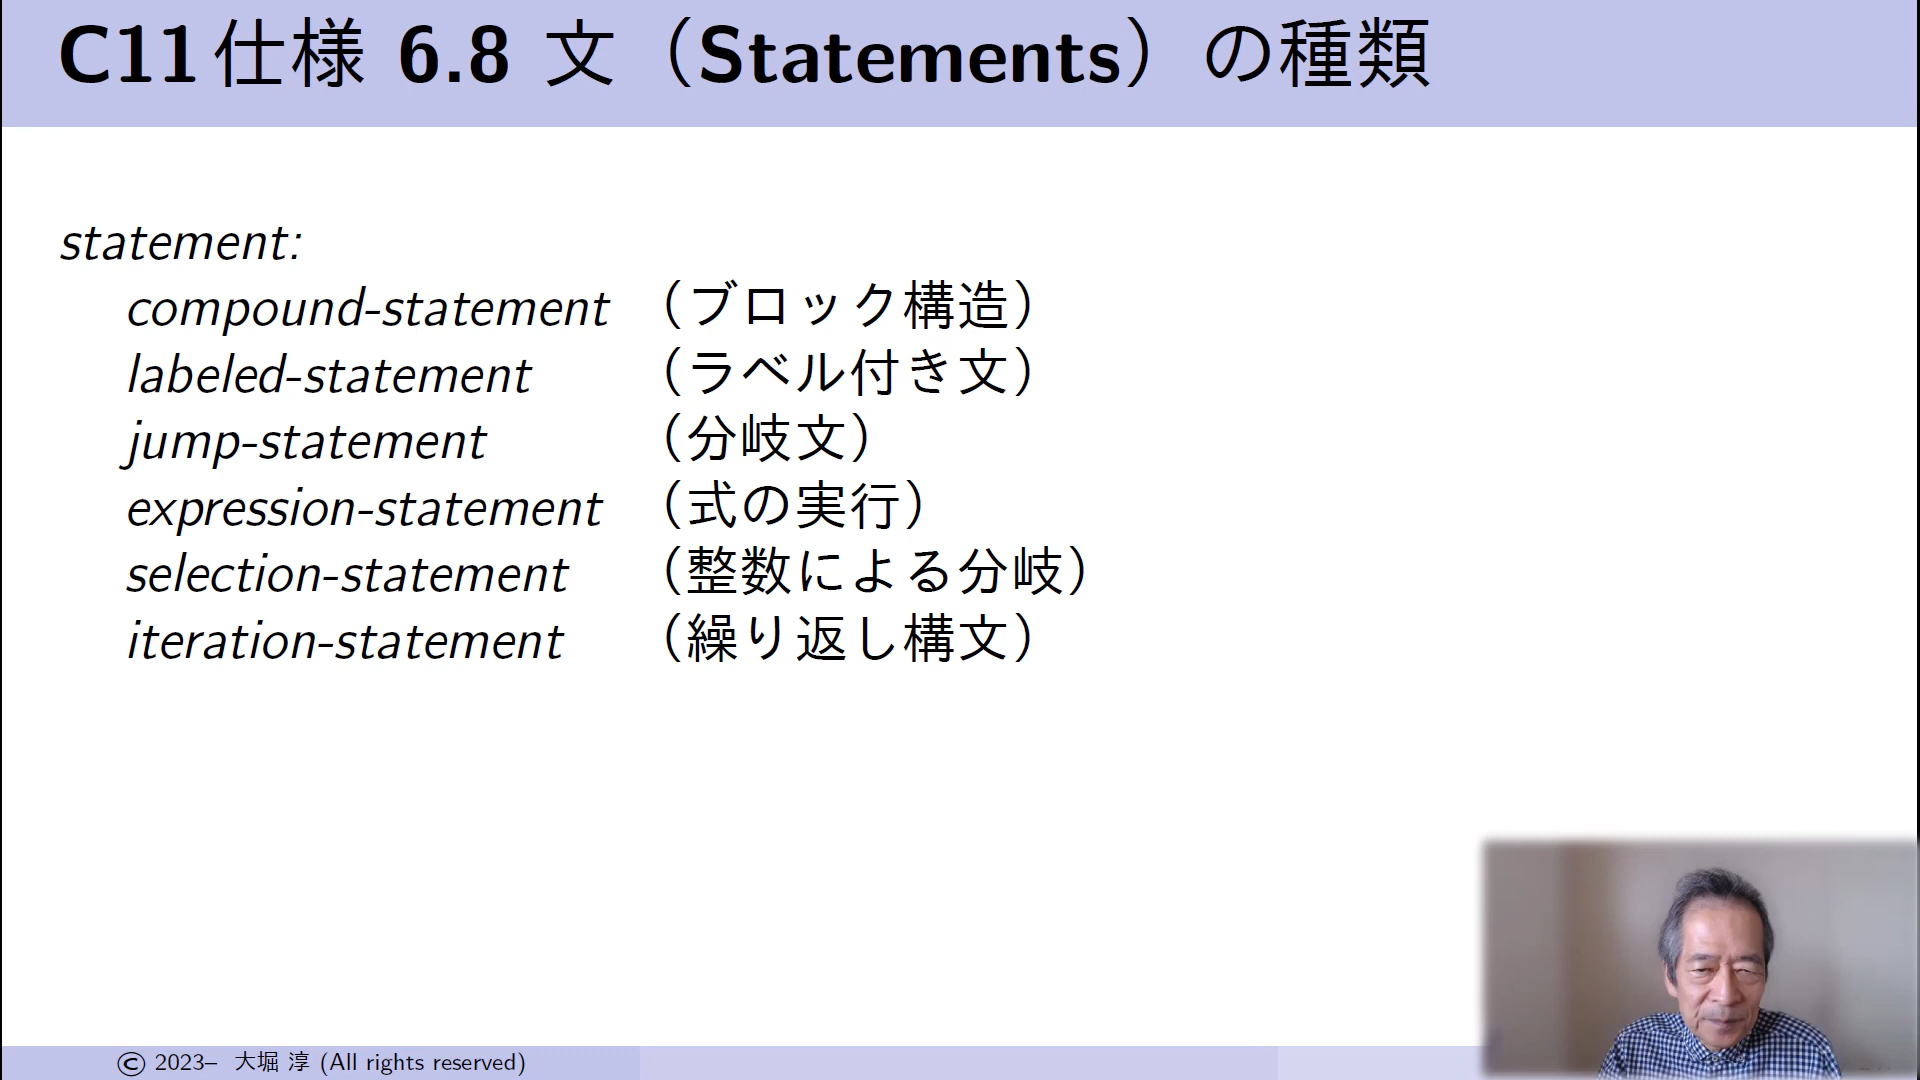 C11仕様 6.8 文（Statements）の種類
statement:
compound-statement （ブロック構造）
labeled-statement （ラベル付き文）
jump-statement （分岐文）
expression-statement （式の実行）
selection-statement （整数による分岐）
iteration-statement （繰り返し構文）
© 2023– 大堀 淳 (All rights reserved)